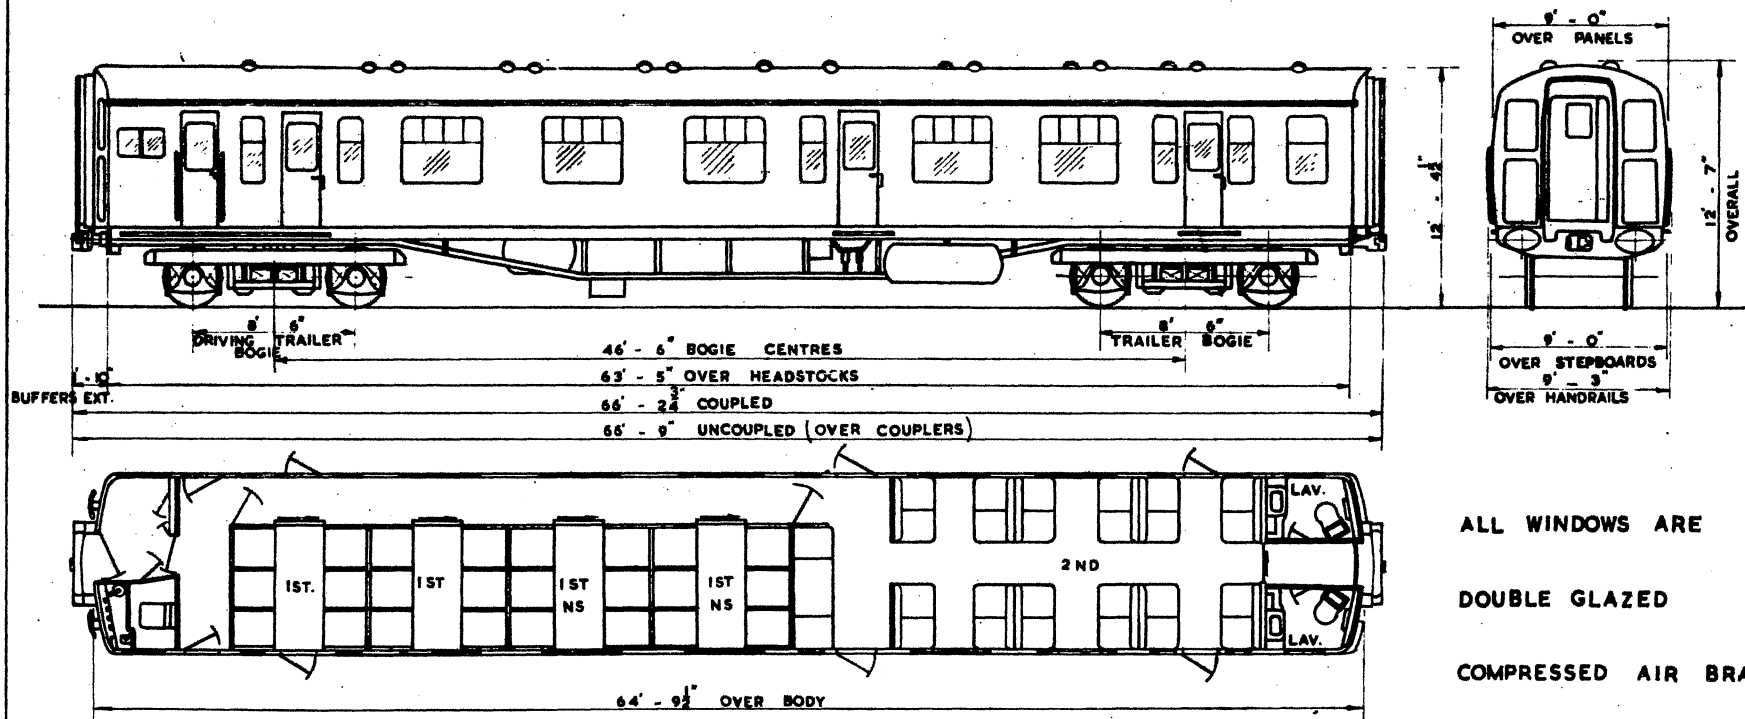 9' - 0"
OVER PANELS
12' - 4½"
12' - 7"
OVERALL
8' 6"
DRIVING TRAILER
BOGIE
8' 6"
TRAILER BOGIE
46' - 6" BOGIE CENTRES
63' - 5" OVER HEADSTOCKS
1' - 10"
BUFFERS EXT.
66' - 2¾" COUPLED
66' - 9" UNCOUPLED (OVER COUPLERS)
9' - 0"
OVER STEPBOARDS
9' - 3"
OVER HANDRAILS
LAV.
1ST.
1ST
1ST
NS
1ST
NS
2ND
LAV.
64' - 9½" OVER BODY
ALL WINDOWS ARE
DOUBLE GLAZED
COMPRESSED AIR BRA